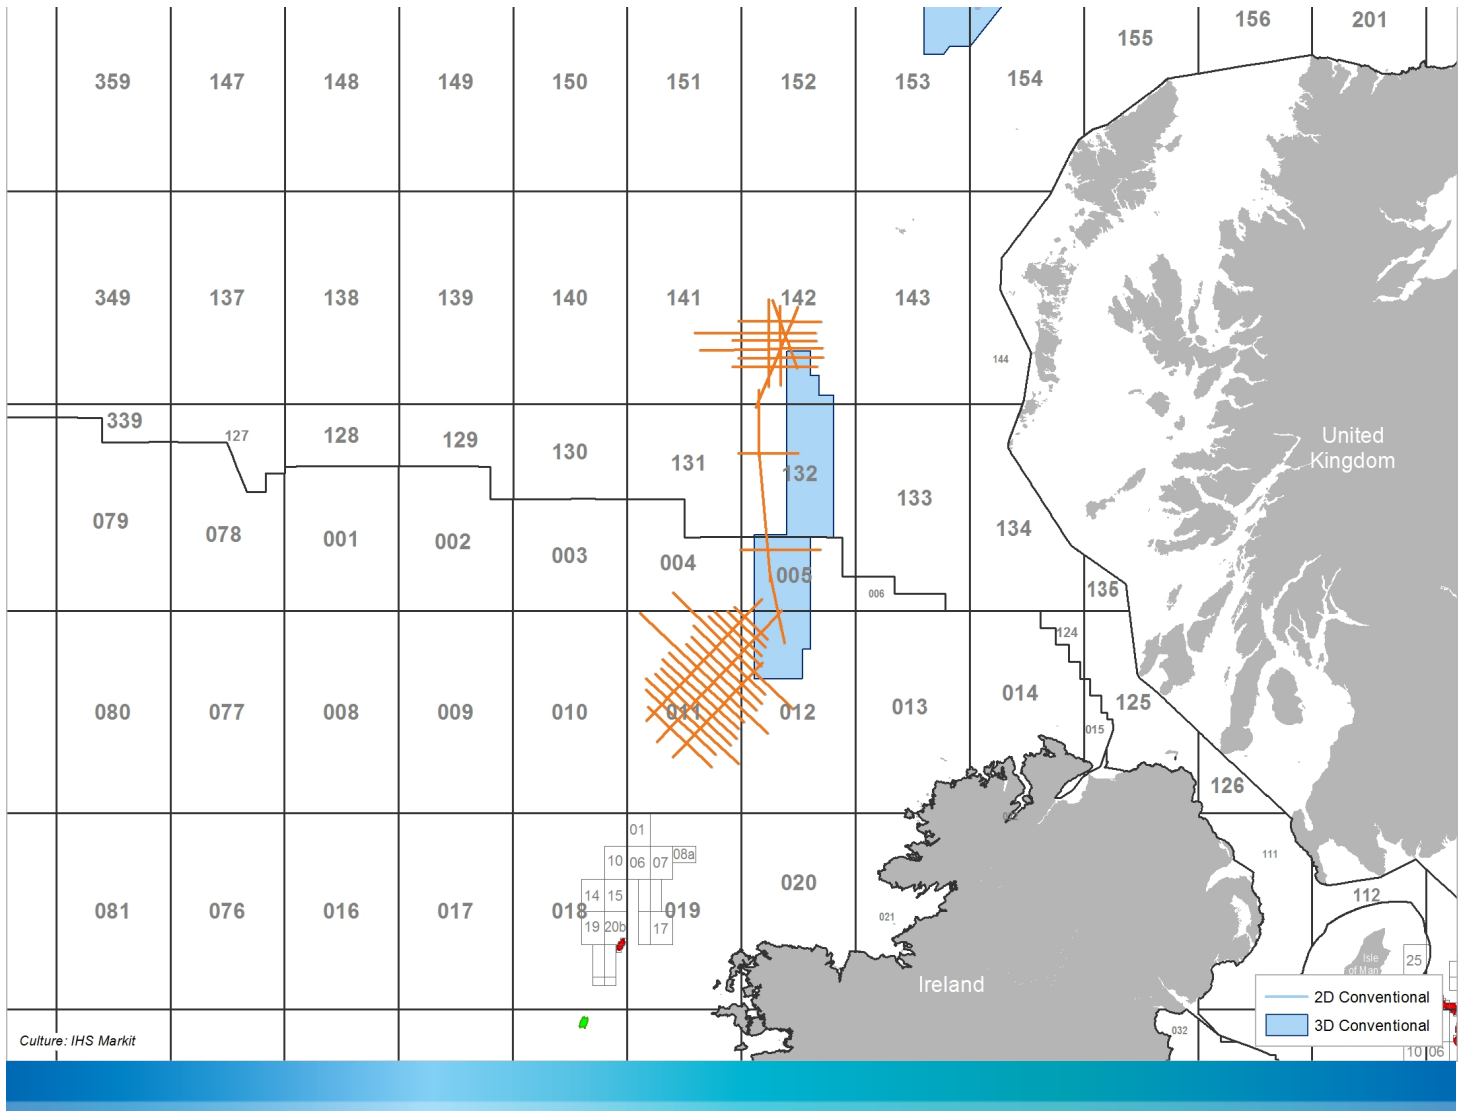 156 201
155
359 147 148 149 150 151 152 153 154
349 137 138 139 140 141 142 143
144
339 127 128 129 130 131 132 133
United
Kingdom
079 078 001 002 003 004 005 006 134 135
124
080 077 008 009 010 011 012 013 014 015 125
126
01
10 06 07 08a
111
14 15
112
081 076 016 017 018 019 020 021
19 20b 17
Isle
of Man
25
Ireland
2D Conventional
3D Conventional
032
Culture: IHS Markit
10 06